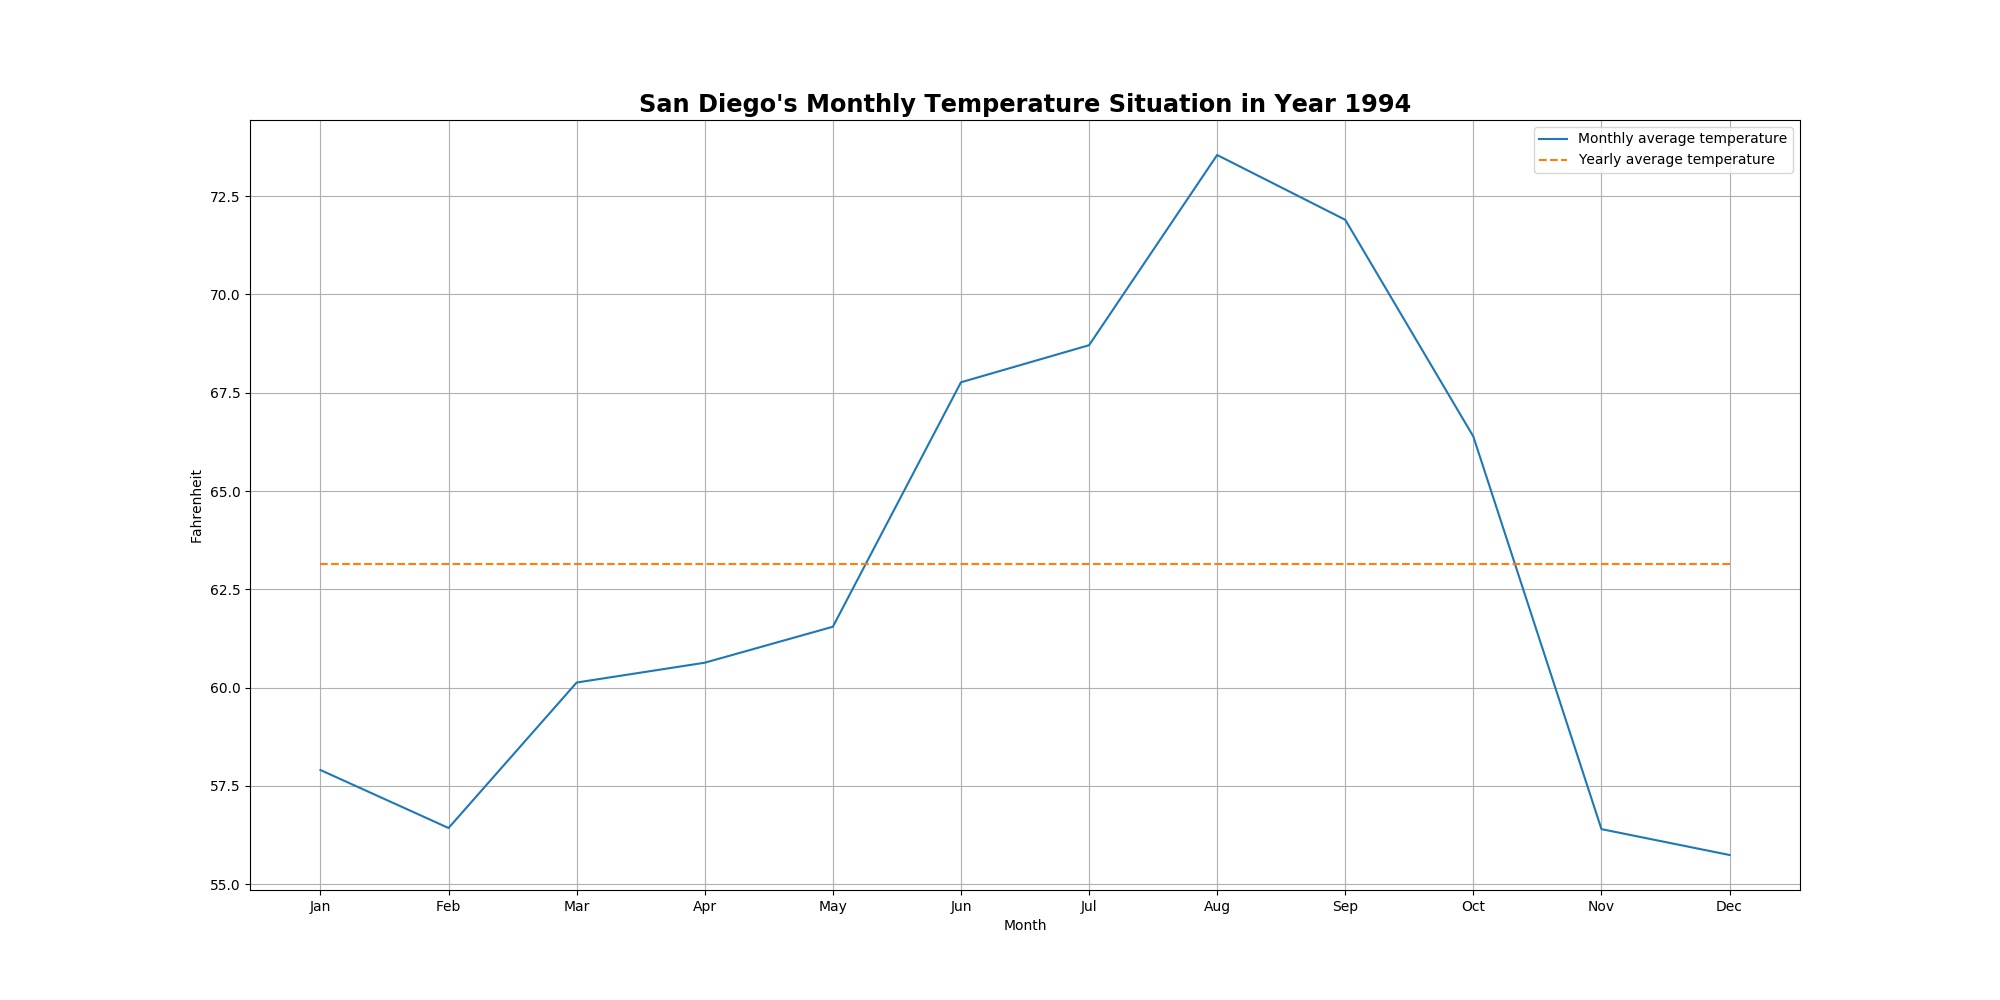 San Diego's Monthly Temperature Situation in Year 1994
Monthly average temperature
Yearly average temperature
72.5
70.0
67.5
65.0
62.5
60.0
57.5
55.0
Fahrenheit
Jan Feb Mar Apr May Jun Jul Aug Sep Oct Nov Dec
Month